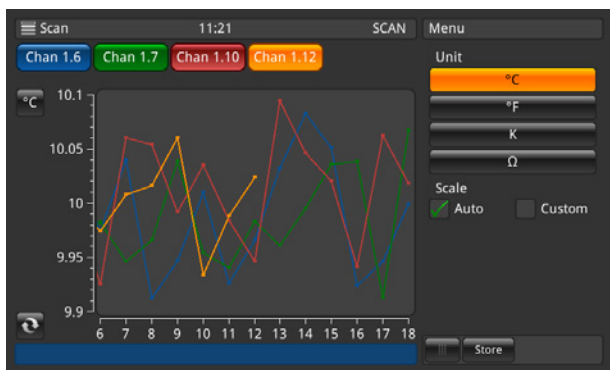 Scan 11:21 SCAN Menu
Chan 1.6 Chan 1.7 Chan 1.10 Chan 1.12
Unit
°C
°F
K
Ω
Scale
Auto Custom
°C
10.1
10.05
10
9.95
9.9
6 7 8 9 10 11 12 13 14 15 16 17 18
Store